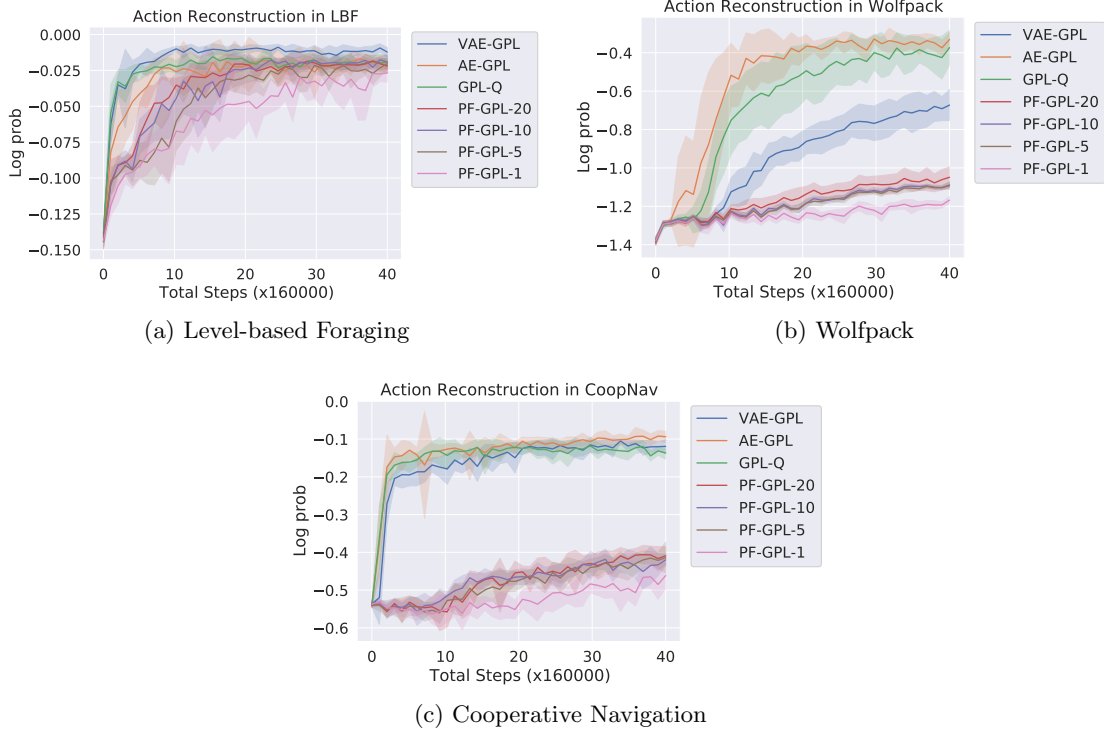 Action Reconstruction in LBF
0.000
−0.025
−0.050
−0.075
−0.100
−0.125
−0.150
Log prob
0 10 20 30 40
Total Steps (x160000)
VAE-GPL
AE-GPL
GPL-Q
PF-GPL-20
PF-GPL-10
PF-GPL-5
PF-GPL-1
(a) Level-based Foraging
Action Reconstruction in Wolfpack
−0.4
−0.6
−0.8
−1.0
−1.2
−1.4
Log prob
0 10 20 30 40
Total Steps (x160000)
VAE-GPL
AE-GPL
GPL-Q
PF-GPL-20
PF-GPL-10
PF-GPL-5
PF-GPL-1
(b) Wolfpack
Action Reconstruction in CoopNav
0.0
−0.1
−0.2
−0.3
−0.4
−0.5
−0.6
Log prob
0 10 20 30 40
Total Steps (x160000)
VAE-GPL
AE-GPL
GPL-Q
PF-GPL-20
PF-GPL-10
PF-GPL-5
PF-GPL-1
(c) Cooperative Navigation